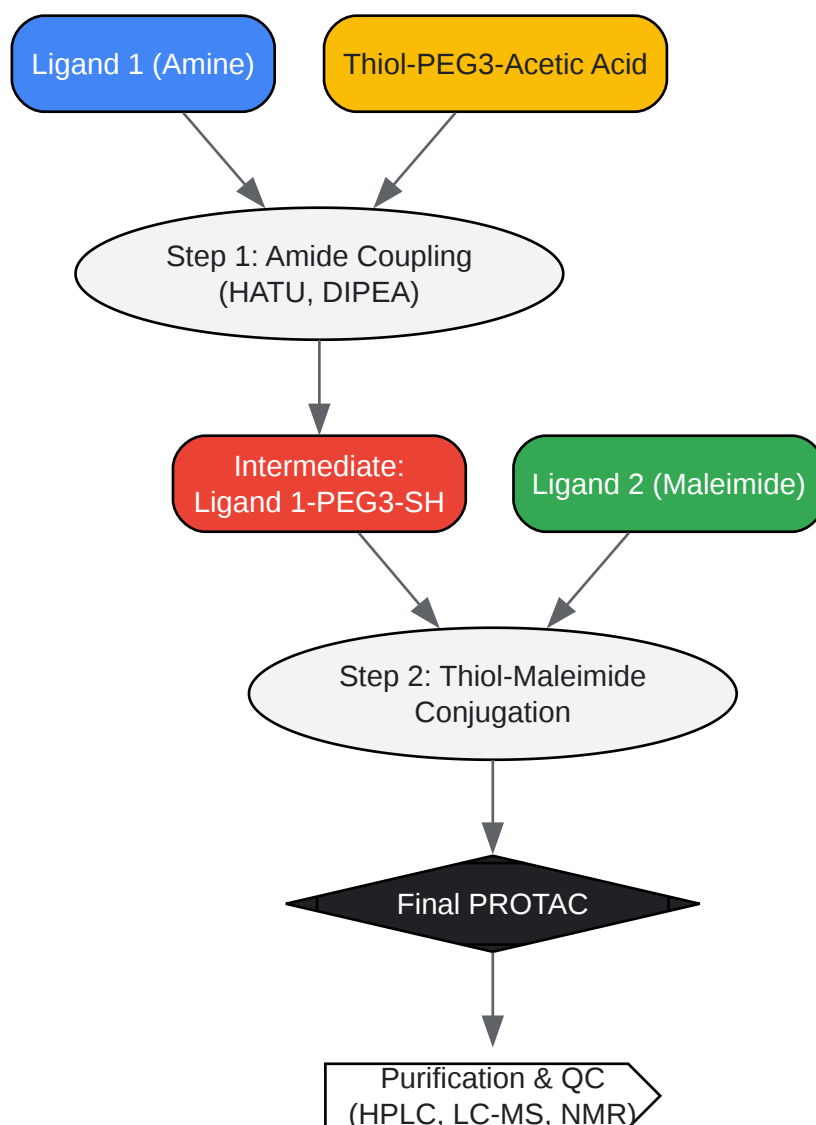 Ligand 1 (Amine)
Thiol-PEG3-Acetic Acid
Step 1: Amide Coupling
(HATU, DIPEA)
Intermediate:
Ligand 1-PEG3-SH
Ligand 2 (Maleimide)
Step 2: Thiol-Maleimide
Conjugation
Final PROTAC
Purification & QC
(HPLC, LC-MS, NMR)